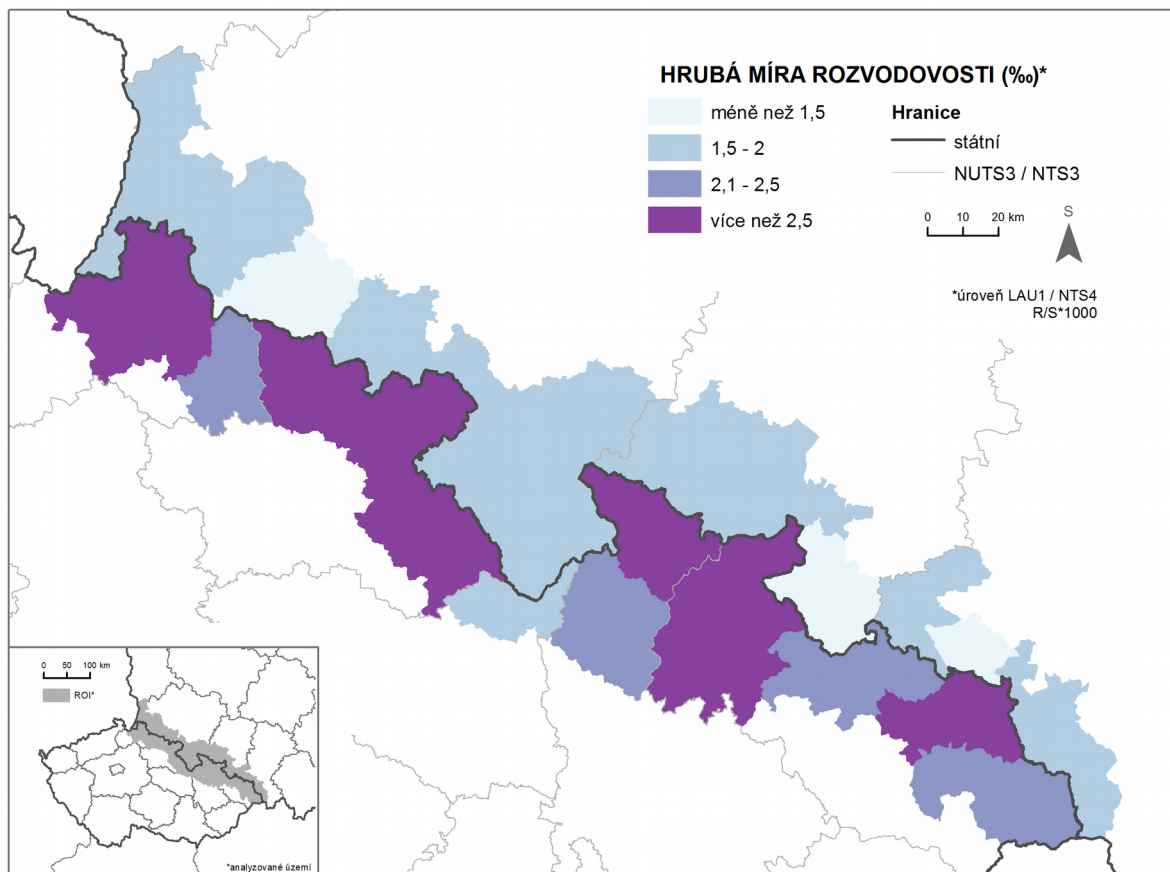 HRUBÁ MÍRA ROZVODOVOSTI (‰)*
méně než 1,5
1,5 - 2
2,1 - 2,5
více než 2,5
Hranice
státní
NUTS3 / NTS3
0 10 20 km
S
*úroveň LAU1 / NTS4
R/S*1000
0 50 100 km
ROI*
*analyzované území